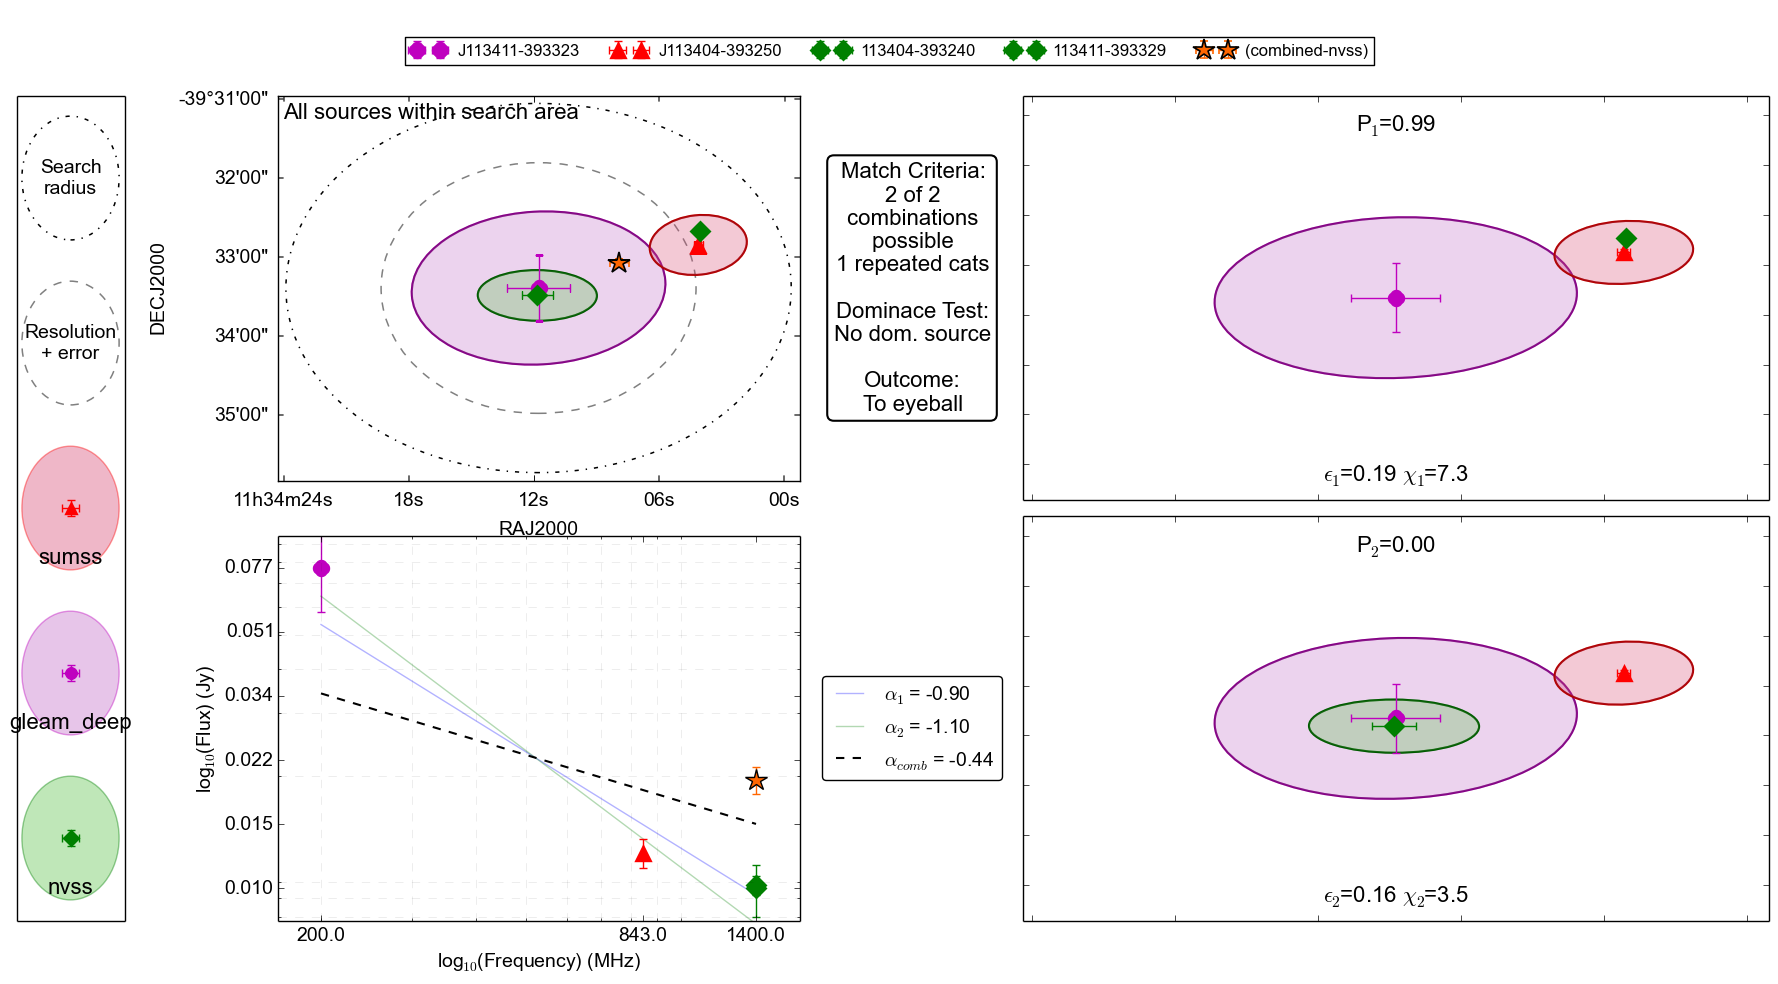 J113411-393323
J113404-393250
113404-393240
113411-393329
(combined-nvss)
Search
radius
Resolution
+ error
sumss
gleam_deep
nvss
All sources within search area
-39°31'00"
32'00"
33'00"
34'00"
35'00"
DECJ2000
11h34m24s
18s
12s
06s
00s
RAJ2000
Match Criteria:
2 of 2
combinations
possible
1 repeated cats
Dominace Test:
No dom. source
Outcome:
To eyeball
P₁=0.99
ϵ₁=0.19 χ₁=7.3
0.077
0.051
0.034
0.022
0.015
0.010
log₁₀(Flux) (Jy)
200.0
843.0
1400.0
log₁₀(Frequency) (MHz)
α₁ = -0.90
α₂ = -1.10
α_comb = -0.44
P₂=0.00
ϵ₂=0.16 χ₂=3.5